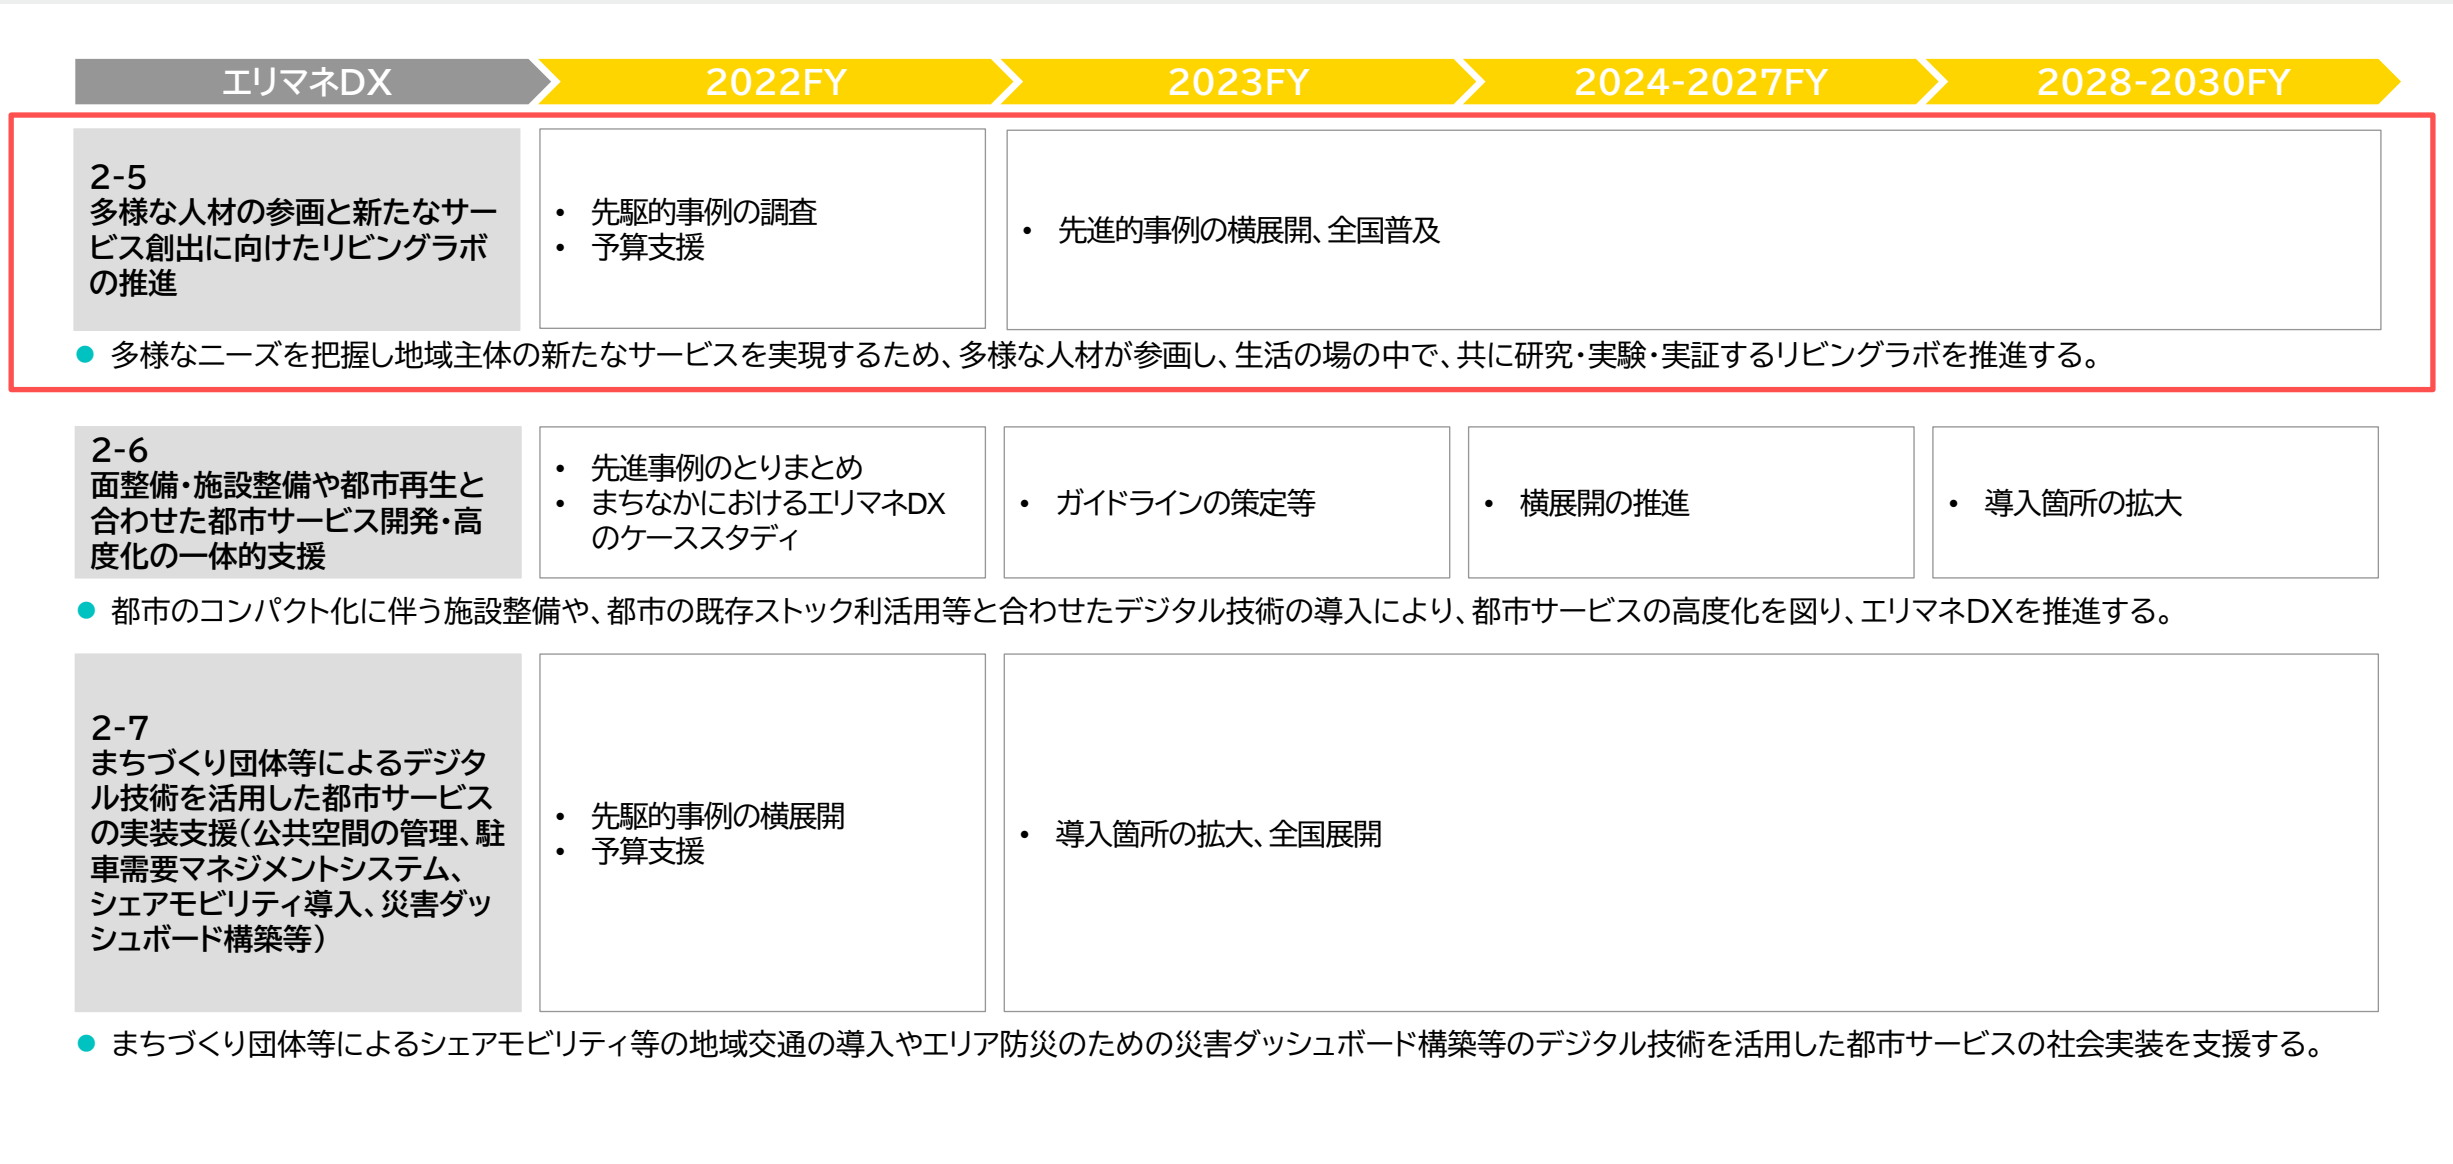 エリマネDX
2022FY
2023FY
2024-2027FY
2028-2030FY
2-5
多様な人材の参画と新たなサー
ビス創出に向けたリビングラボ
の推進
• 先駆的事例の調査
• 予算支援
• 先進的事例の横展開、全国普及
● 多様なニーズを把握し地域主体の新たなサービスを実現するため、多様な人材が参画し、生活の場の中で、共に研究・実験・実証するリビングラボを推進する。
2-6
面整備・施設整備や都市再生と
合わせた都市サービス開発・高
度化の一体的支援
• 先進事例のとりまとめ
• まちなかにおけるエリマネDX
のケーススタディ
• ガイドラインの策定等
• 横展開の推進
• 導入箇所の拡大
● 都市のコンパクト化に伴う施設整備や、都市の既存ストック利活用等と合わせたデジタル技術の導入により、都市サービスの高度化を図り、エリマネDXを推進する。
2-7
まちづくり団体等によるデジタ
ル技術を活用した都市サービス
の実装支援（公共空間の管理、駐
車需要マネジメントシステム、
シェアモビリティ導入、災害ダッ
シュボード構築等）
• 先駆的事例の横展開
• 予算支援
• 導入箇所の拡大、全国展開
● まちづくり団体等によるシェアモビリティ等の地域交通の導入やエリア防災のための災害ダッシュボード構築等のデジタル技術を活用した都市サービスの社会実装を支援する。